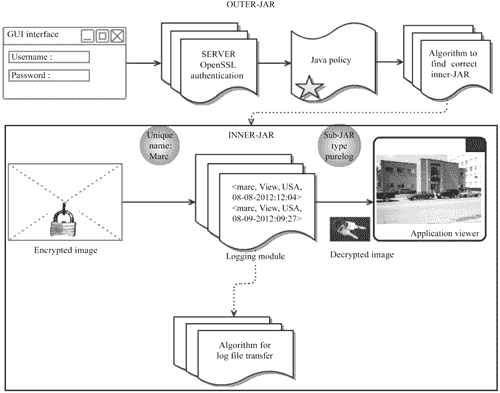 OUTER-JAR
GUI interface
Username :
Password :
SERVER
OpenSSL
authentication
Java policy
Algorithm to
find correct
inner-JAR
Unique
name:
Marc
INNER-JAR
Sub-JAR
type
purelog
<marc, View, USA,
08-08-2012:12:04>
<marc, View, USA,
08-09-2012:09:27>
Application viewer
Encrypted image
Logging module
Decrypted image
Algorithm for
log file transfer